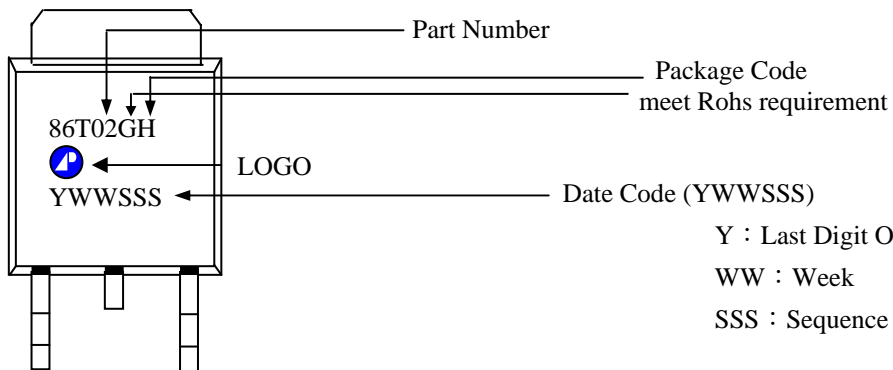 Part Number
Package Code
meet Rohs requirement
86T02GH
LOGO
YWWSSS
Date Code (YWWSSS)
Y：Last Digit O
WW：Week
SSS：Sequence